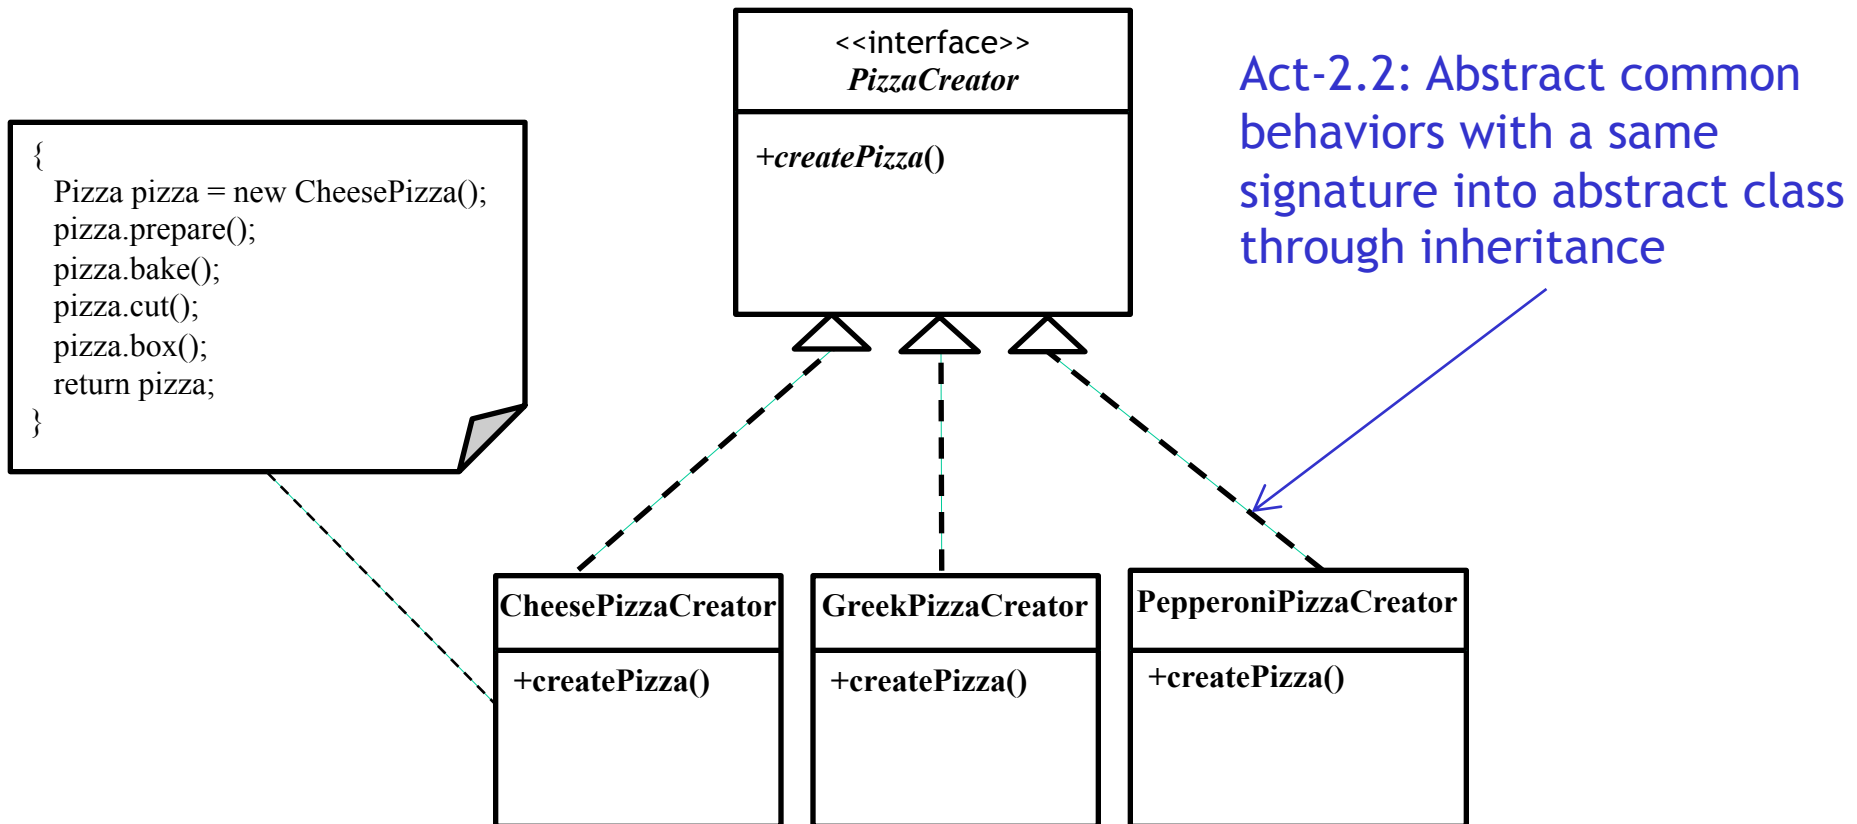 <<interface>>
PizzaCreator
+createPizza()
Act-2.2: Abstract common
behaviors with a same
signature into abstract class
through inheritance
{
Pizza pizza = new CheesePizza();
pizza.prepare();
pizza.bake();
pizza.cut();
pizza.box();
return pizza;
}
CheesePizzaCreator
+createPizza()
GreekPizzaCreator
+createPizza()
PepperoniPizzaCreator
+createPizza()